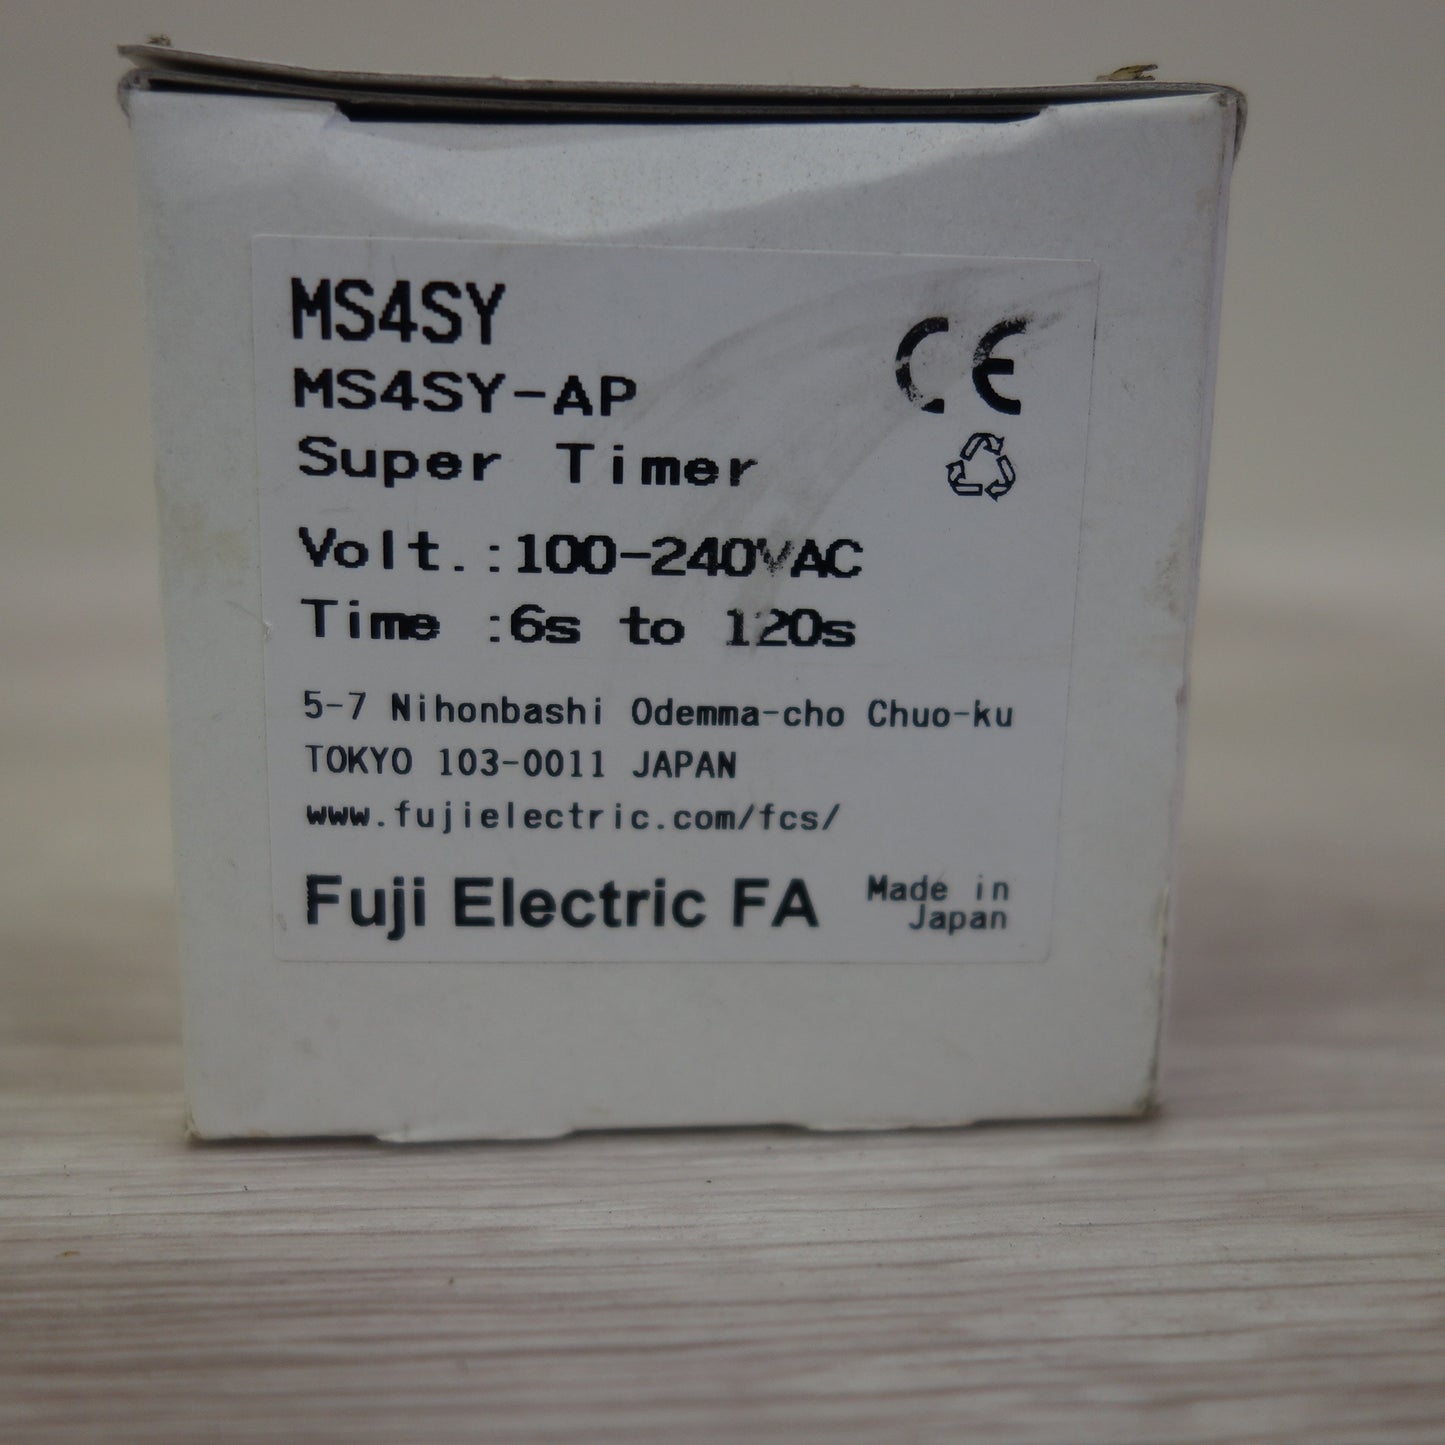 MS4SY
MS4SY-AP
Super Timer
CE
Volt.:100-240VAC
Time :6s to 120s
5-7 Nihonbashi Odemma-cho Chuo-ku
TOKYO 103-0011 JAPAN
www.fujielectric.com/fcs/
Fuji Electric FA
Made in
Japan